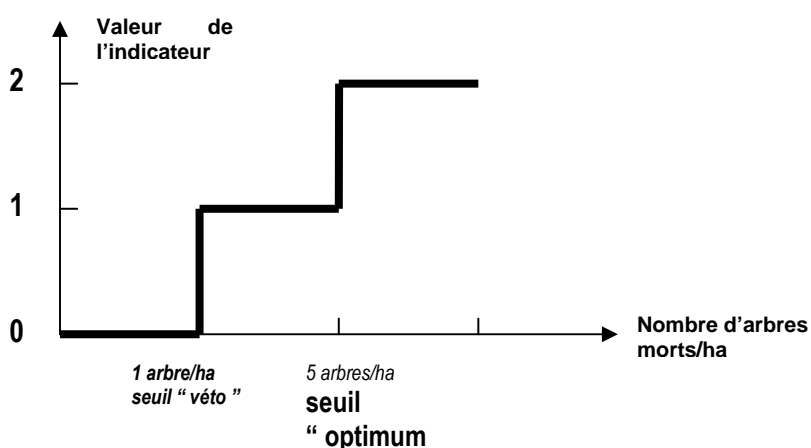 Valeur de
l'indicateur
2
1
0
Nombre d'arbres
morts/ha
1 arbre/ha
seuil “ véto ”
5 arbres/ha
seuil
“ optimum